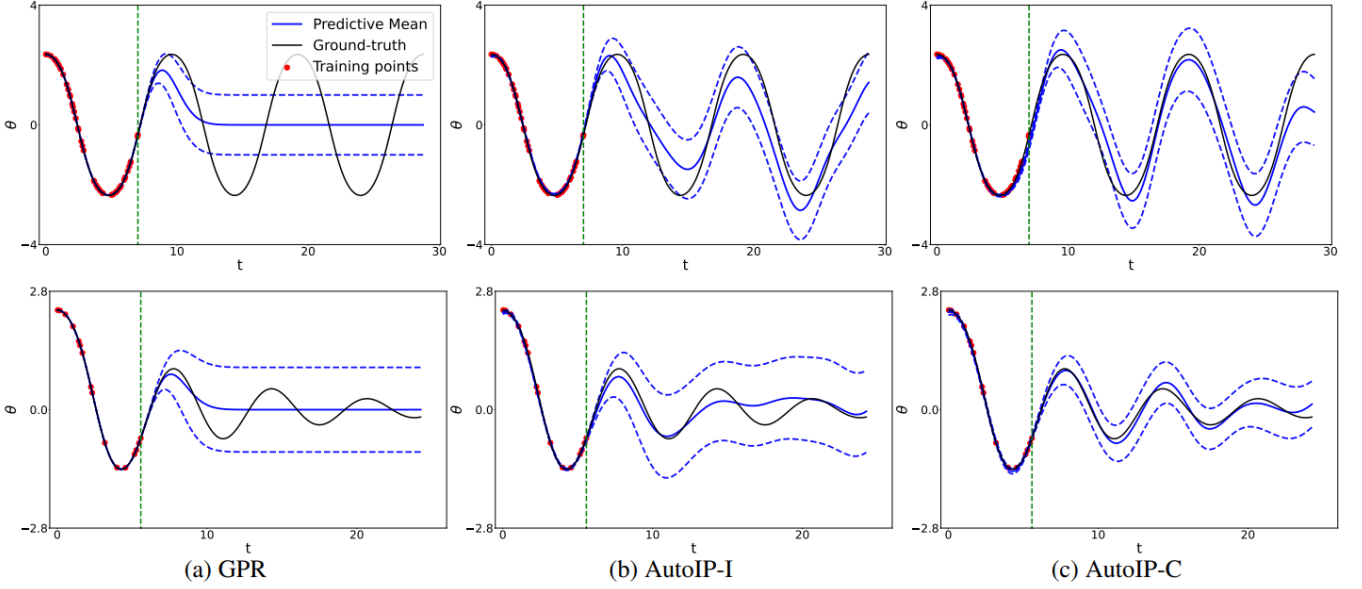 4
Predictive Mean
Ground-truth
Training points
θ
0
−4
0
10
20
30
t
4
θ
0
−4
0
10
20
30
t
4
θ
0
−4
0
10
20
30
t
2.8
θ
0.0
−2.8
0
10
20
t
(a) GPR
2.8
θ
0.0
−2.8
0
10
20
t
(b) AutoIP-I
2.8
θ
0.0
−2.8
0
10
20
t
(c) AutoIP-C